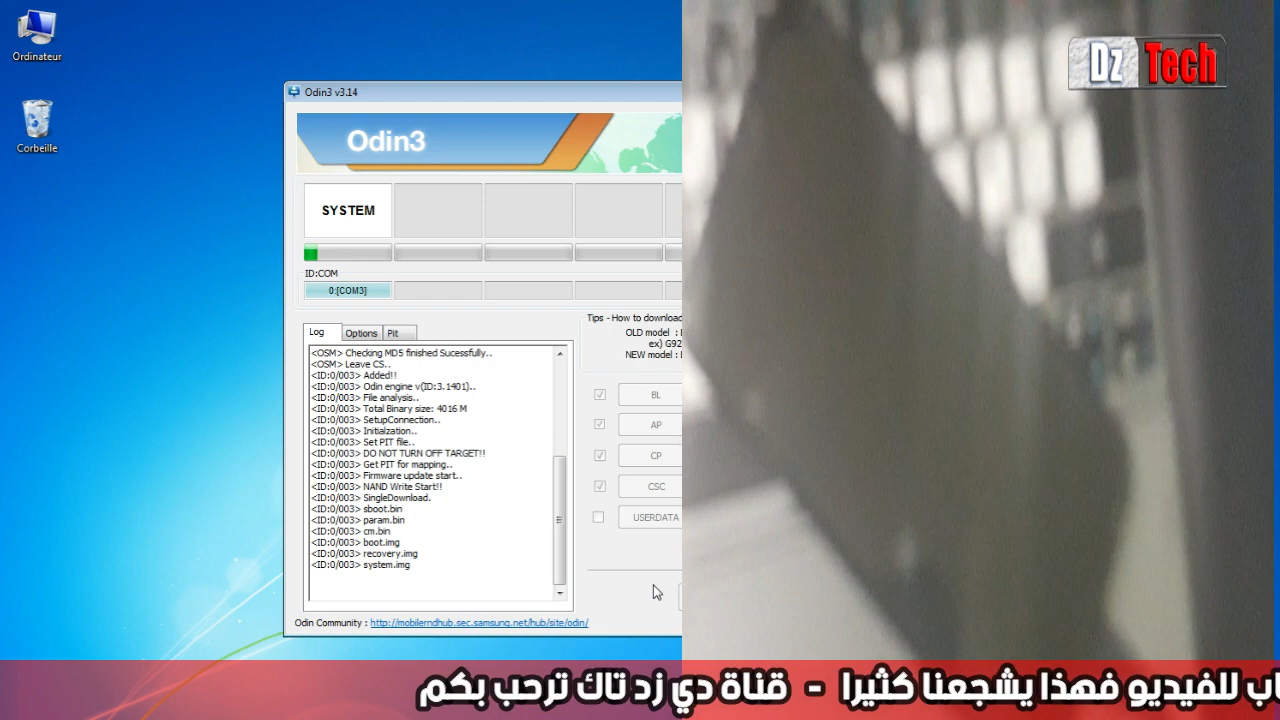 Ordinateur
Corbeille
Dz Tech
Odin3 v3.14
Odin3
SYSTEM
ID:COM
0:[COM3]
Log
Options
Pit
<OSM> Checking MD5 finished Sucessfully..
<OSM> Leave CS..
<ID:0/003> Added!!
<ID:0/003> Odin engine v(ID:3.1401)..
<ID:0/003> File analysis..
<ID:0/003> Total Binary size: 4016 M
<ID:0/003> SetupConnection..
<ID:0/003> Initialzation..
<ID:0/003> Set PIT file..
<ID:0/003> DO NOT TURN OFF TARGET!!
<ID:0/003> Get PIT for mapping..
<ID:0/003> Firmware update start..
<ID:0/003> NAND Write Start!!
<ID:0/003> SingleDownload.
<ID:0/003> sboot.bin
<ID:0/003> param.bin
<ID:0/003> cm.bin
<ID:0/003> boot.img
<ID:0/003> recovery.img
<ID:0/003> system.img
Tips - How to download
OLD model :
ex) G92
NEW model :
BL
AP
CP
CSC
USERDATA
Odin Community : http://mobilerndhub.sec.samsung.net/hub/site/odin/
للفيديو فهذا يشجعنا كثيرا - قناة دي زد تاك ترحب بكم